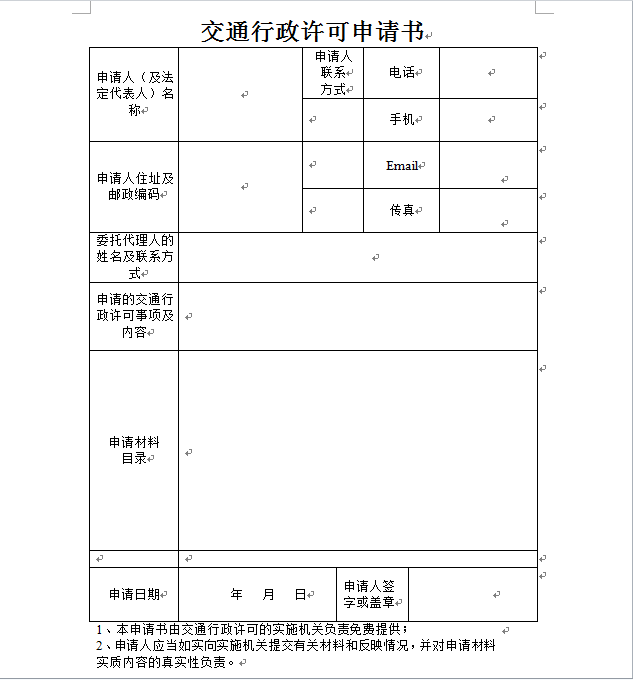 交通行政许可申请书
申请人（及法
定代表人）名
称
申请人
联系
方式
电话
手机
申请人住址及
邮政编码
Email
传真
委托代理人的
姓名及联系方
式
申请的交通行
政许可事项及
内容
申请材料
目录
申请日期
年 月 日
申请人签
字或盖章
1、本申请书由交通行政许可的实施机关负责免费提供；
2、申请人应当如实向实施机关提交有关材料和反映情况，并对申请材料
实质内容的真实性负责。